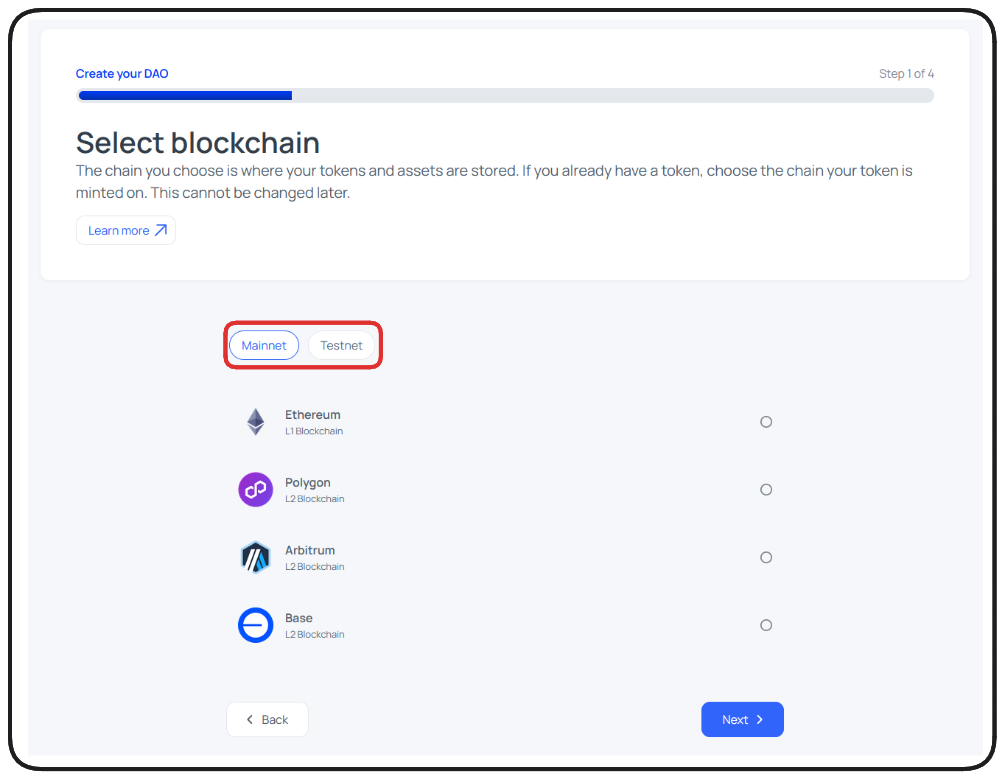 Create your DAO
Step 1 of 4
Select blockchain
The chain you choose is where your tokens and assets are stored. If you already have a token, choose the chain your token is
minted on. This cannot be changed later.
Learn more
Mainnet
Testnet
Ethereum
L1 Blockchain
Polygon
L2 Blockchain
Arbitrum
L2 Blockchain
Base
L2 Blockchain
Back
Next